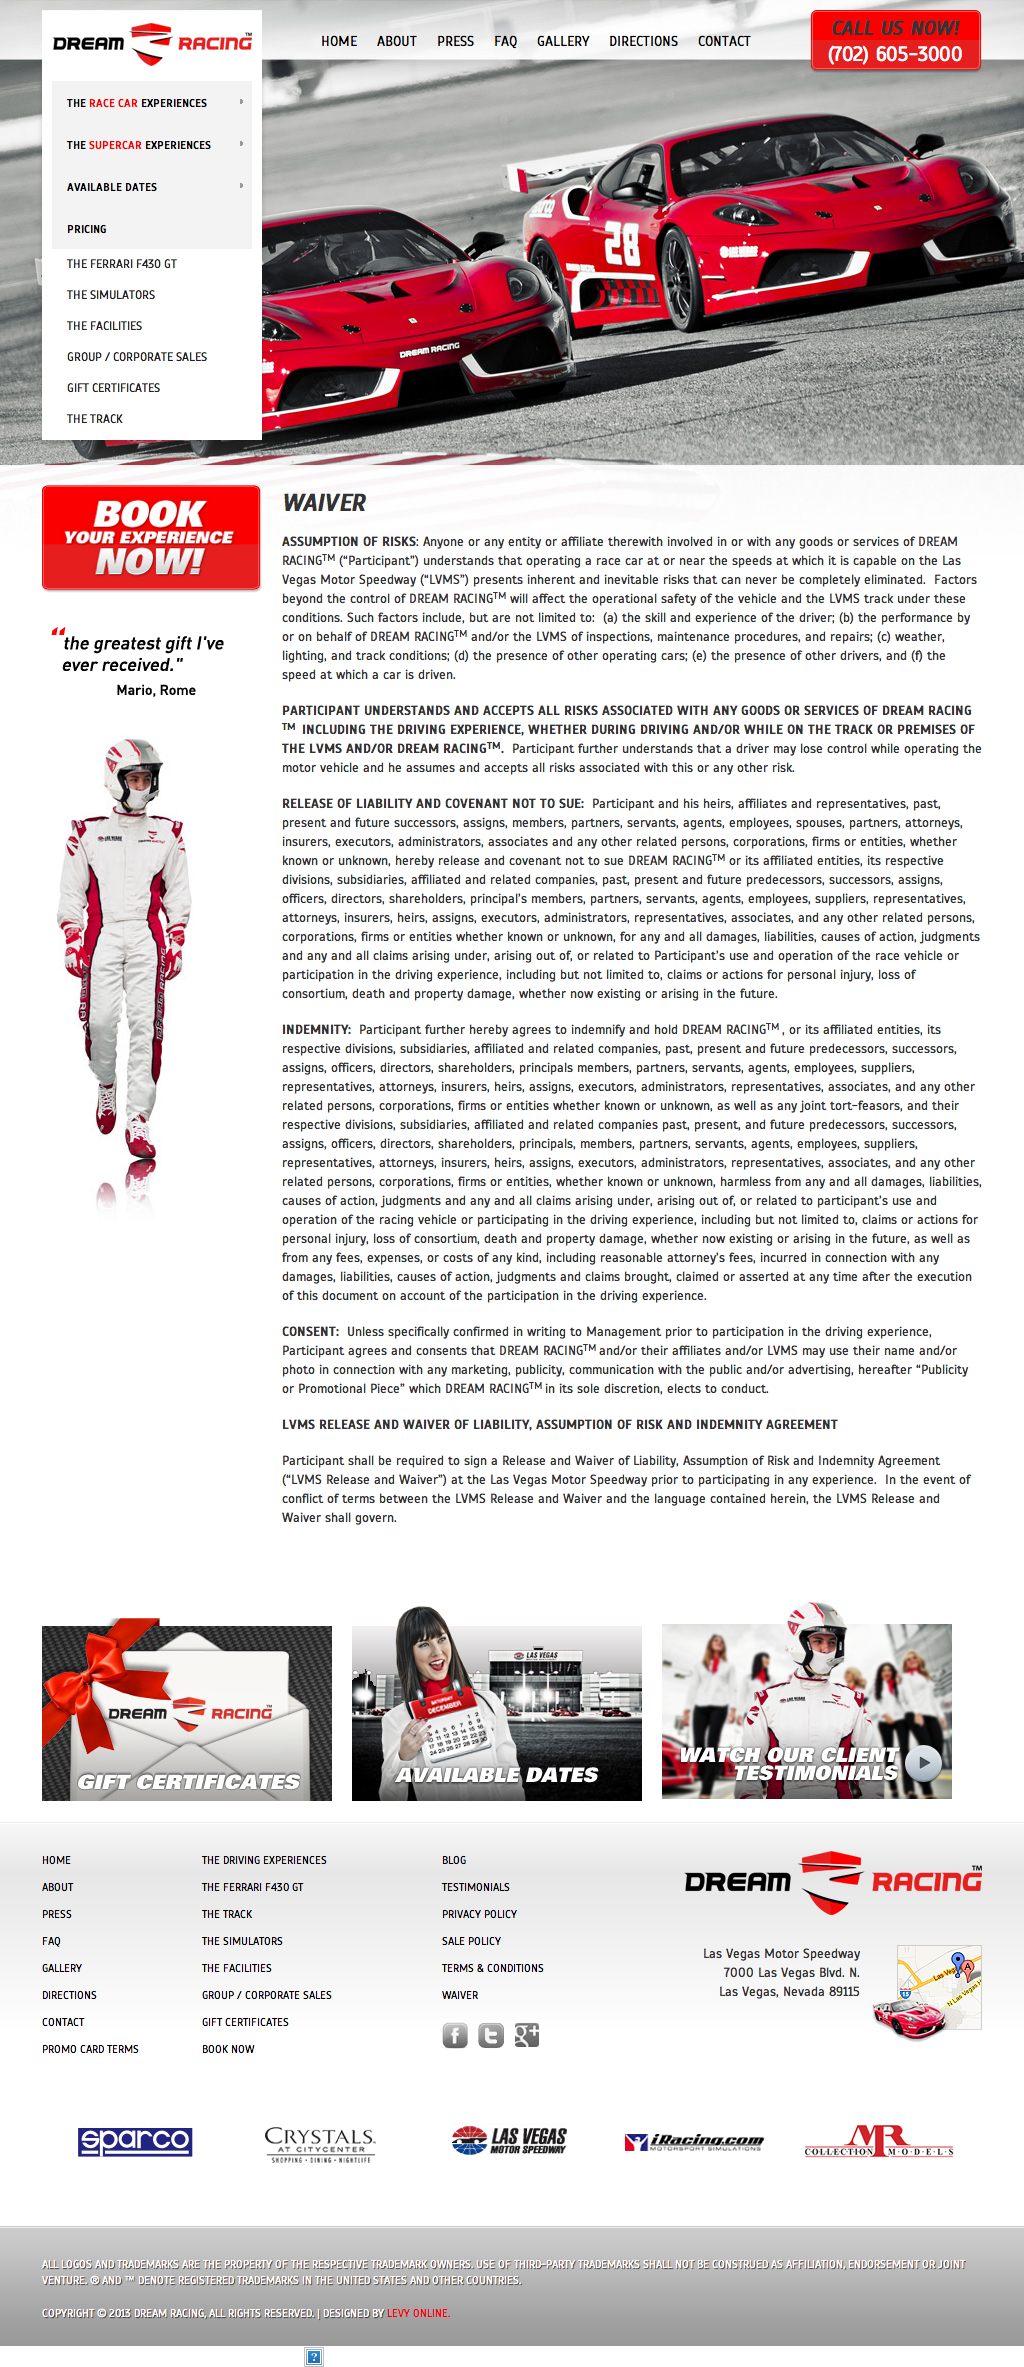 DREAM RACING™
HOME ABOUT PRESS FAQ GALLERY DIRECTIONS CONTACT
CALL US NOW!
(702) 605-3000
THE RACE CAR EXPERIENCES
THE SUPERCAR EXPERIENCES
AVAILABLE DATES
PRICING
THE FERRARI F430 GT
THE SIMULATORS
THE FACILITIES
GROUP / CORPORATE SALES
GIFT CERTIFICATES
THE TRACK
28
DREAM RACING
BOOK
YOUR EXPERIENCE
NOW!
“the greatest gift I've
ever received."
Mario, Rome
WAIVER
ASSUMPTION OF RISKS: Anyone or any entity or affiliate therewith involved in or with any goods or services of DREAM
RACING™ (“Participant”) understands that operating a race car at or near the speeds at which it is capable on the Las
Vegas Motor Speedway (“LVMS”) presents inherent and inevitable risks that can never be completely eliminated.  Factors
beyond the control of DREAM RACING™ will affect the operational safety of the vehicle and the LVMS track under these
conditions. Such factors include, but are not limited to:  (a) the skill and experience of the driver; (b) the performance by
or on behalf of DREAM RACING™ and/or the LVMS of inspections, maintenance procedures, and repairs; (c) weather,
lighting, and track conditions; (d) the presence of other operating cars; (e) the presence of other drivers, and (f) the
speed at which a car is driven.
PARTICIPANT UNDERSTANDS AND ACCEPTS ALL RISKS ASSOCIATED WITH ANY GOODS OR SERVICES OF DREAM RACING
™ INCLUDING THE DRIVING EXPERIENCE, WHETHER DURING DRIVING AND/OR WHILE ON THE TRACK OR PREMISES OF
THE LVMS AND/OR DREAM RACING™.  Participant further understands that a driver may lose control while operating the
motor vehicle and he assumes and accepts all risks associated with this or any other risk.
RELEASE OF LIABILITY AND COVENANT NOT TO SUE:  Participant and his heirs, affiliates and representatives, past,
present and future successors, assigns, members, partners, servants, agents, employees, spouses, partners, attorneys,
insurers, executors, administrators, associates and any other related persons, corporations, firms or entities, whether
known or unknown, hereby release and covenant not to sue DREAM RACING™ or its affiliated entities, its respective
divisions, subsidiaries, affiliated and related companies, past, present and future predecessors, successors, assigns,
officers, directors, shareholders, principal's members, partners, servants, agents, employees, suppliers, representatives,
attorneys, insurers, heirs, assigns, executors, administrators, representatives, associates, and any other related persons,
corporations, firms or entities whether known or unknown, for any and all damages, liabilities, causes of action, judgments
and any and all claims arising under, arising out of, or related to Participant's use and operation of the race vehicle or
participation in the driving experience, including but not limited to, claims or actions for personal injury, loss of
consortium, death and property damage, whether now existing or arising in the future.
INDEMNITY:  Participant further hereby agrees to indemnify and hold DREAM RACING™ , or its affiliated entities, its
respective divisions, subsidiaries, affiliated and related companies, past, present and future predecessors, successors,
assigns, officers, directors, shareholders, principals members, partners, servants, agents, employees, suppliers,
representatives, attorneys, insurers, heirs, assigns, executors, administrators, representatives, associates, and any other
related persons, corporations, firms or entities whether known or unknown, as well as any joint tort-feasors, and their
respective divisions, subsidiaries, affiliated and related companies past, present, and future predecessors, successors,
assigns, officers, directors, shareholders, principals, members, partners, servants, agents, employees, suppliers,
representatives, attorneys, insurers, heirs, assigns, executors, administrators, representatives, associates, and any other
related persons, corporations, firms or entities, whether known or unknown, harmless from any and all damages, liabilities,
causes of action, judgments and any and all claims arising under, arising out of, or related to participant's use and
operation of the racing vehicle or participating in the driving experience, including but not limited to, claims or actions for
personal injury, loss of consortium, death and property damage, whether now existing or arising in the future, as well as
from any fees, expenses, or costs of any kind, including reasonable attorney's fees, incurred in connection with any
damages, liabilities, causes of action, judgments and claims brought, claimed or asserted at any time after the execution
of this document on account of the participation in the driving experience.
CONSENT:  Unless specifically confirmed in writing to Management prior to participation in the driving experience,
Participant agrees and consents that DREAM RACING™ and/or their affiliates and/or LVMS may use their name and/or
photo in connection with any marketing, publicity, communication with the public and/or advertising, hereafter “Publicity
or Promotional Piece” which DREAM RACING™ in its sole discretion, elects to conduct.
LVMS RELEASE AND WAIVER OF LIABILITY, ASSUMPTION OF RISK AND INDEMNITY AGREEMENT
Participant shall be required to sign a Release and Waiver of Liability, Assumption of Risk and Indemnity Agreement
(“LVMS Release and Waiver”) at the Las Vegas Motor Speedway prior to participating in any experience.  In the event of
conflict of terms between the LVMS Release and Waiver and the language contained herein, the LVMS Release and
Waiver shall govern.
DREAM RACING™
GIFT CERTIFICATES
LAS VEGAS
SATURDAY
DECEMBER
AVAILABLE DATES
WATCH OUR CLIENT
TESTIMONIALS
HOME
ABOUT
PRESS
FAQ
GALLERY
DIRECTIONS
CONTACT
PROMO CARD TERMS
THE DRIVING EXPERIENCES
THE FERRARI F430 GT
THE TRACK
THE SIMULATORS
THE FACILITIES
GROUP / CORPORATE SALES
GIFT CERTIFICATES
BOOK NOW
BLOG
TESTIMONIALS
PRIVACY POLICY
SALE POLICY
TERMS & CONDITIONS
WAIVER
DREAM RACING™
Las Vegas Motor Speedway
7000 Las Vegas Blvd. N.
Las Vegas, Nevada 89115
sparco
CRYSTALS
AT CITYCENTER
SHOPPING • DINING • NIGHTLIFE
LAS VEGAS
MOTOR SPEEDWAY
iRacing.com
MOTORSPORT SIMULATIONS
MR
COLLECTION MODELS
ALL LOGOS AND TRADEMARKS ARE THE PROPERTY OF THE RESPECTIVE TRADEMARK OWNERS. USE OF THIRD-PARTY TRADEMARKS SHALL NOT BE CONSTRUED AS AFFILIATION, ENDORSEMENT OR JOINT
VENTURE. ® AND ™ DENOTE REGISTERED TRADEMARKS IN THE UNITED STATES AND OTHER COUNTRIES.
COPYRIGHT © 2013 DREAM RACING, ALL RIGHTS RESERVED. | DESIGNED BY LEVY ONLINE.